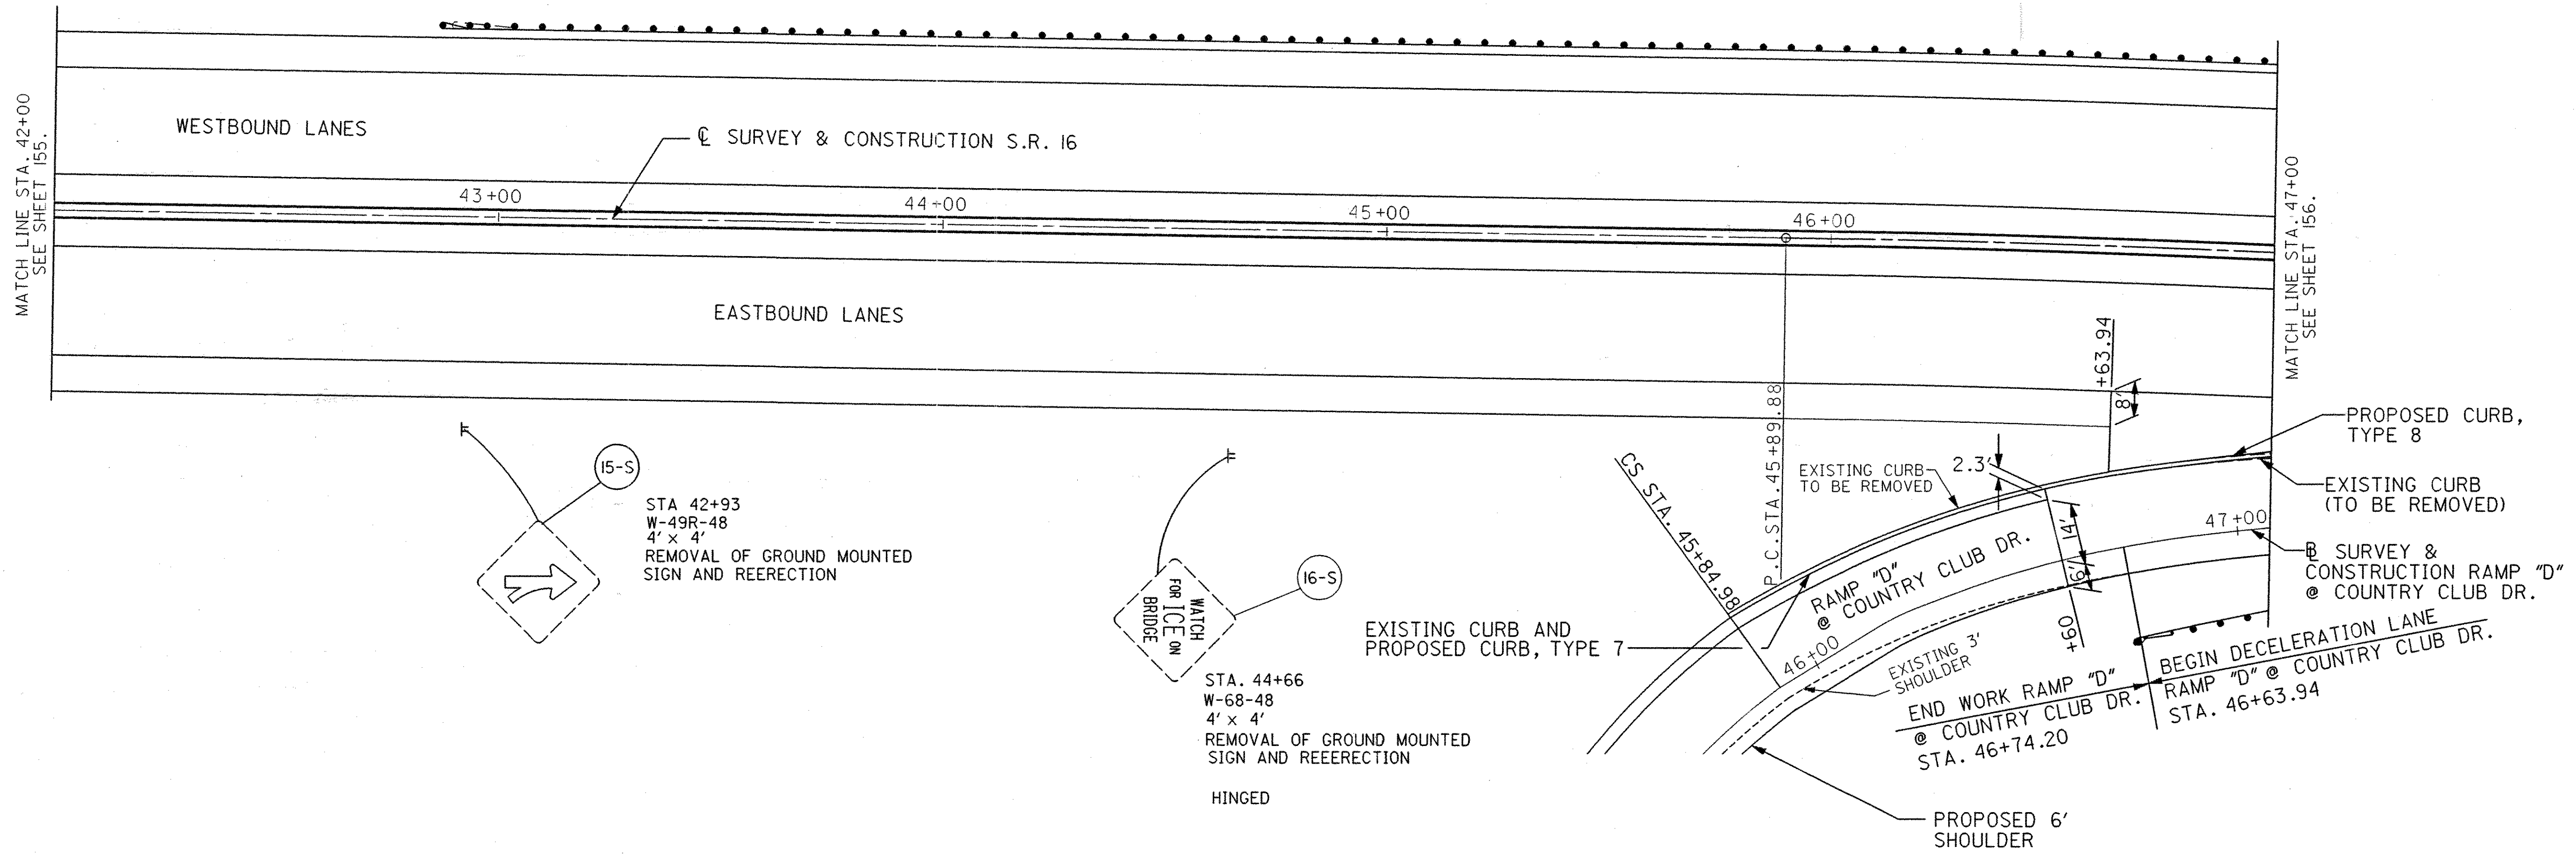 MATCH LINE STA. 42+00
SEE SHEET 155.
WESTBOUND LANES
℄ SURVEY & CONSTRUCTION S.R. 16
43+00
44+00
45+00
46+00
EASTBOUND LANES
MATCH LINE STA. 47+00
SEE SHEET 156.
+63.94
8'
P.C.STA.45+89.88
CS STA. 45+84.98
15-S
STA 42+93
W-49R-48
4' x 4'
REMOVAL OF GROUND MOUNTED
SIGN AND REERECTION
WATCH
FOR ICE ON
BRIDGE
16-S
STA. 44+66
W-68-48
4' x 4'
REMOVAL OF GROUND MOUNTED
SIGN AND REEERECTION
HINGED
EXISTING CURB
TO BE REMOVED
2.3'
PROPOSED CURB,
TYPE 8
EXISTING CURB
(TO BE REMOVED)
47+00
14'
6'
RAMP "D"
@ COUNTRY CLUB DR.
EXISTING CURB AND
PROPOSED CURB, TYPE 7
46+00
EXISTING 3'
SHOULDER
+60
SURVEY &
CONSTRUCTION RAMP "D"
@ COUNTRY CLUB DR.
END WORK RAMP "D"
@ COUNTRY CLUB DR.
STA. 46+74.20
BEGIN DECELERATION LANE
RAMP "D" @ COUNTRY CLUB DR.
STA. 46+63.94
PROPOSED 6'
SHOULDER